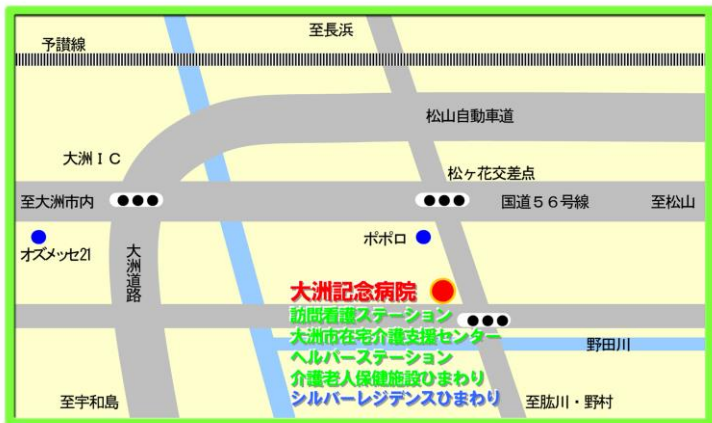 至長浜
予讃線
松山自動車道
大洲ＩＣ
松ヶ花交差点
至大洲市内
国道５６号線
至松山
オズメッセ21
大洲道路
ポポロ
大洲記念病院
訪問看護ステーション
大洲市在宅介護支援センター
ヘルパーステーション
介護老人保健施設ひまわり
シルバーレジデンスひまわり
野田川
至宇和島
至肱川・野村